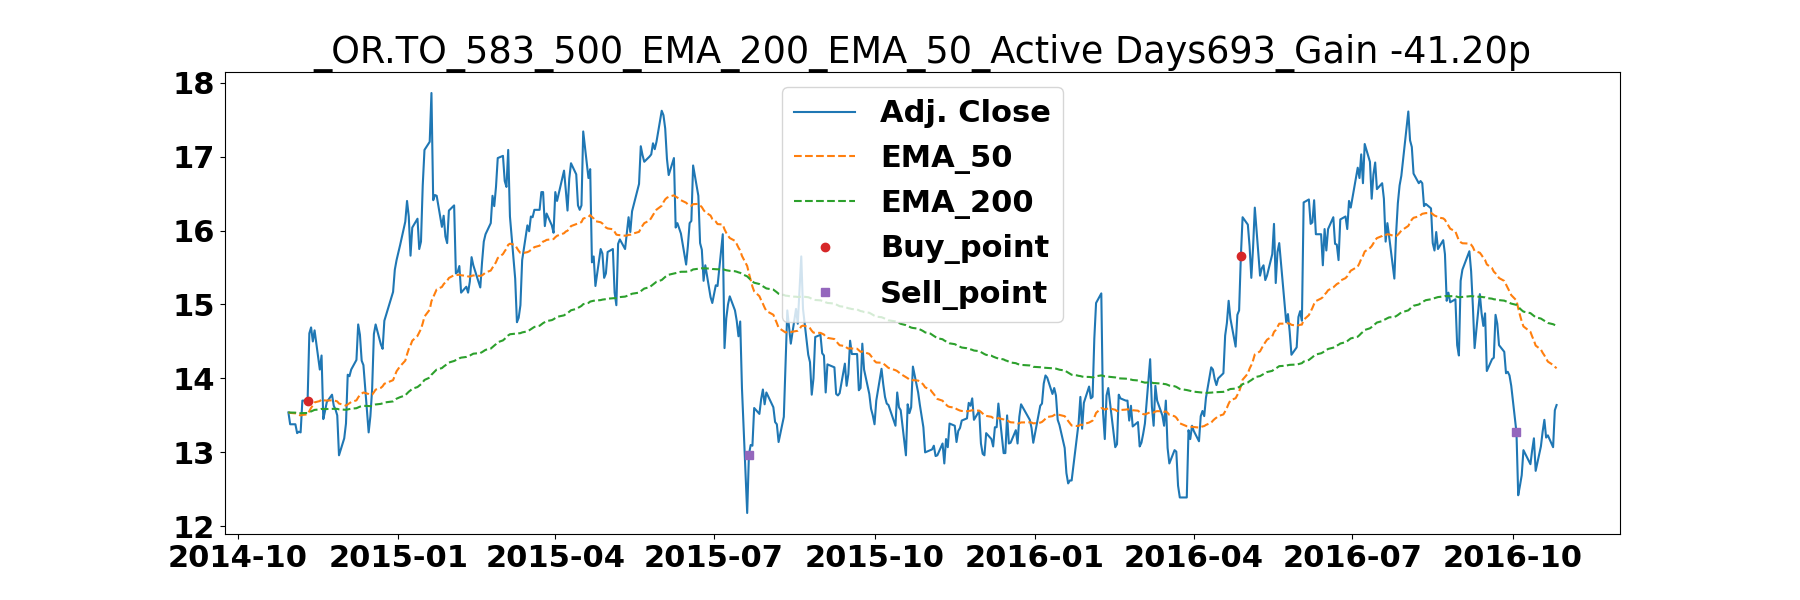 _OR.TO_583_500_EMA_200_EMA_50_Active Days693_Gain -41.20p
18
17
16
15
14
13
12
Adj. Close
EMA_50
EMA_200
Buy_point
Sell_point
2014-10 2015-01 2015-04 2015-07 2015-10 2016-01 2016-04 2016-07 2016-10